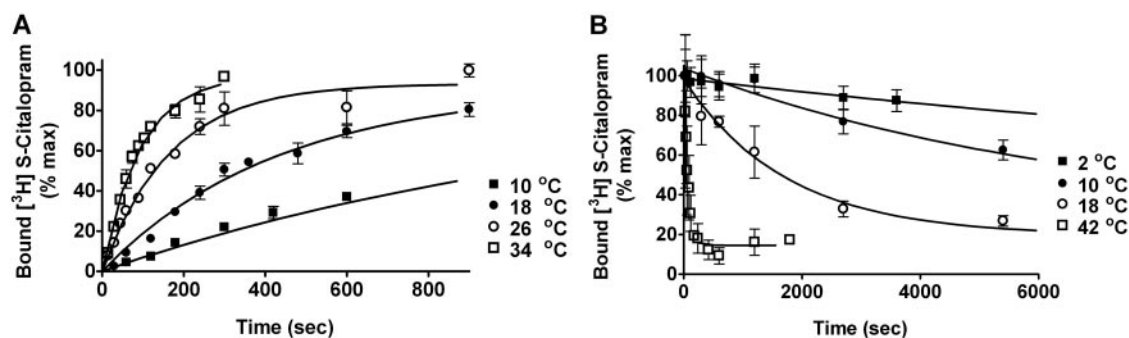 A
Bound [³H] S-Citalopram
(% max)
100
80
60
40
20
0
0 200 400 600 800
Time (sec)
10 °C
18 °C
26 °C
34 °C
B
Bound [³H] S-Citalopram
(% max)
100
80
60
40
20
0
0 2000 4000 6000
Time (sec)
2 °C
10 °C
18 °C
42 °C